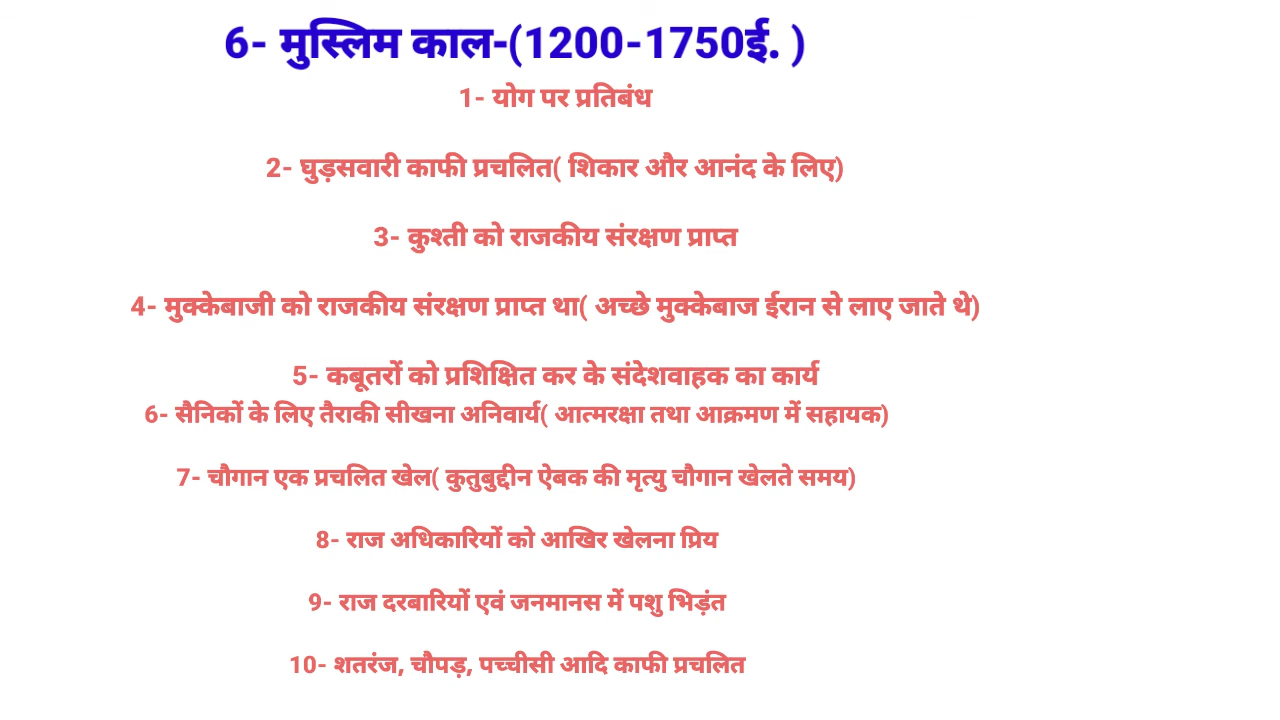 6- मुस्लिम काल-(1200-1750ई. )
1- योग पर प्रतिबंध
2- घुड़सवारी काफी प्रचलित( शिकार और आनंद के लिए)
3- कुश्ती को राजकीय संरक्षण प्राप्त
4- मुक्केबाजी को राजकीय संरक्षण प्राप्त था( अच्छे मुक्केबाज ईरान से लाए जाते थे)
5- कबूतरों को प्रशिक्षित कर के संदेशवाहक का कार्य
6- सैनिकों के लिए तैराकी सीखना अनिवार्य( आत्मरक्षा तथा आक्रमण में सहायक)
7- चौगान एक प्रचलित खेल( कुतुबुद्दीन ऐबक की मृत्यु चौगान खेलते समय)
8- राज अधिकारियों को आखिर खेलना प्रिय
9- राज दरबारियों एवं जनमानस में पशु भिड़ंत
10- शतरंज, चौपड़, पच्चीसी आदि काफी प्रचलित